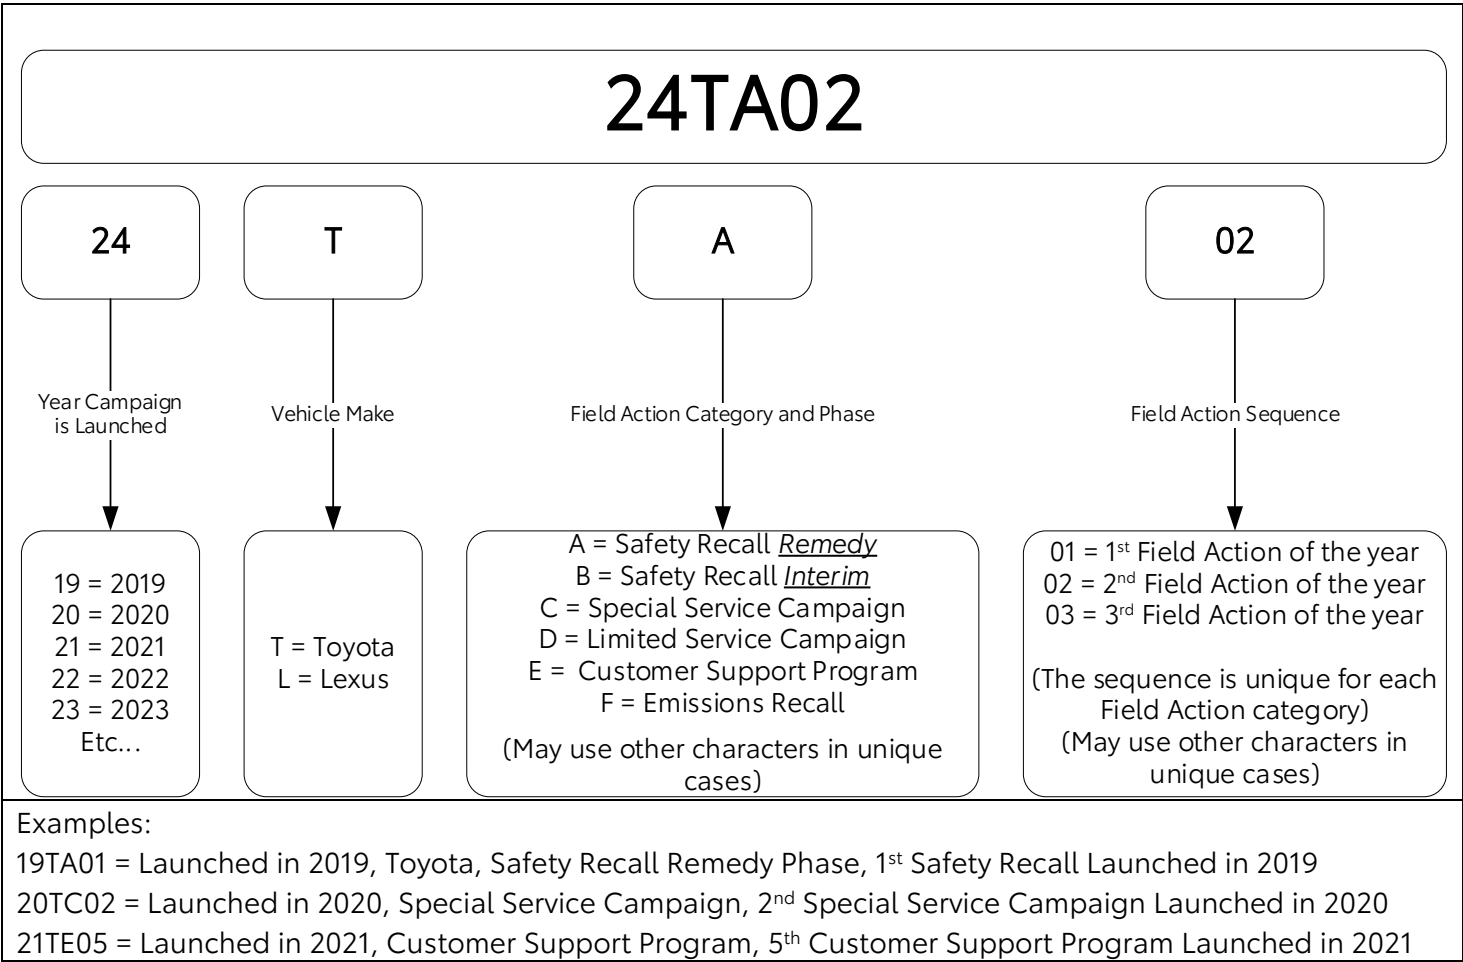 24TA02
24
T
A
02
Year Campaign
is Launched
Vehicle Make
Field Action Category and Phase
Field Action Sequence
19 = 2019
20 = 2020
21 = 2021
22 = 2022
23 = 2023
Etc...
T = Toyota
L = Lexus
A = Safety Recall Remedy
B = Safety Recall Interim
C = Special Service Campaign
D = Limited Service Campaign
E =  Customer Support Program
F = Emissions Recall
(May use other characters in unique
cases)
01 = 1st Field Action of the year
02 = 2nd Field Action of the year
03 = 3rd Field Action of the year
(The sequence is unique for each
Field Action category)
(May use other characters in
unique cases)
Examples:
19TA01 = Launched in 2019, Toyota, Safety Recall Remedy Phase, 1st Safety Recall Launched in 2019
20TC02 = Launched in 2020, Special Service Campaign, 2nd Special Service Campaign Launched in 2020
21TE05 = Launched in 2021, Customer Support Program, 5th Customer Support Program Launched in 2021